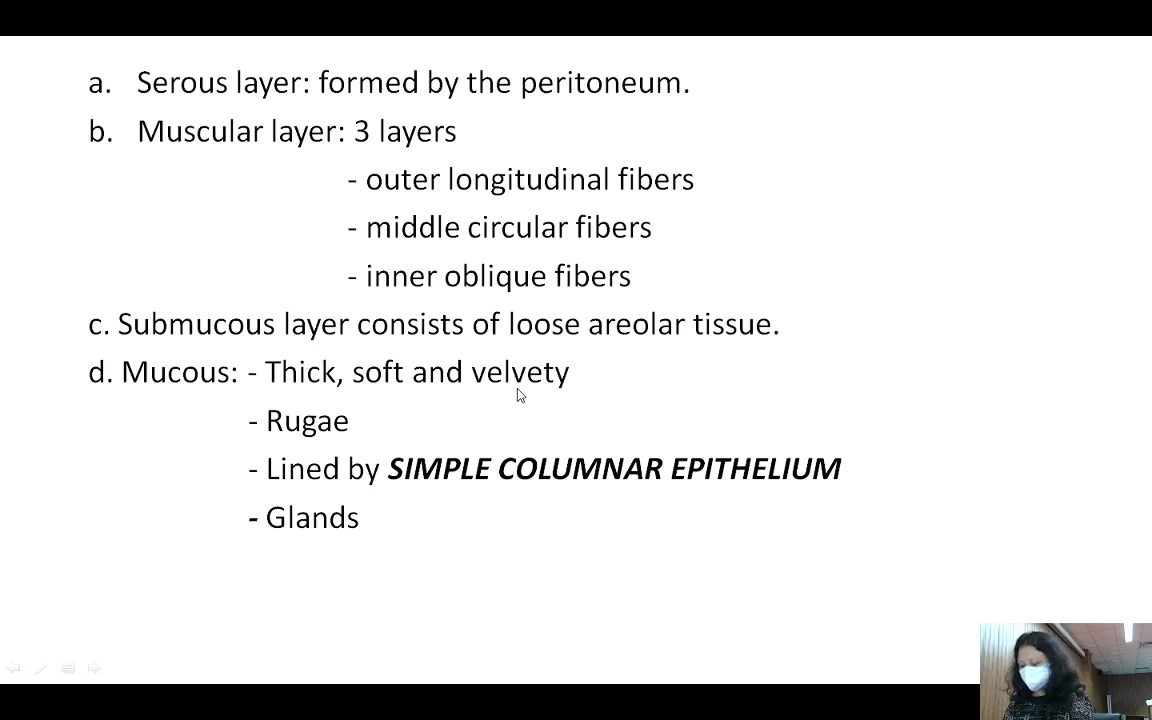 a. Serous layer: formed by the peritoneum.
b. Muscular layer: 3 layers
- outer longitudinal fibers
- middle circular fibers
- inner oblique fibers
c. Submucous layer consists of loose areolar tissue.
d. Mucous: - Thick, soft and velvety
- Rugae
- Lined by SIMPLE COLUMNAR EPITHELIUM
- Glands